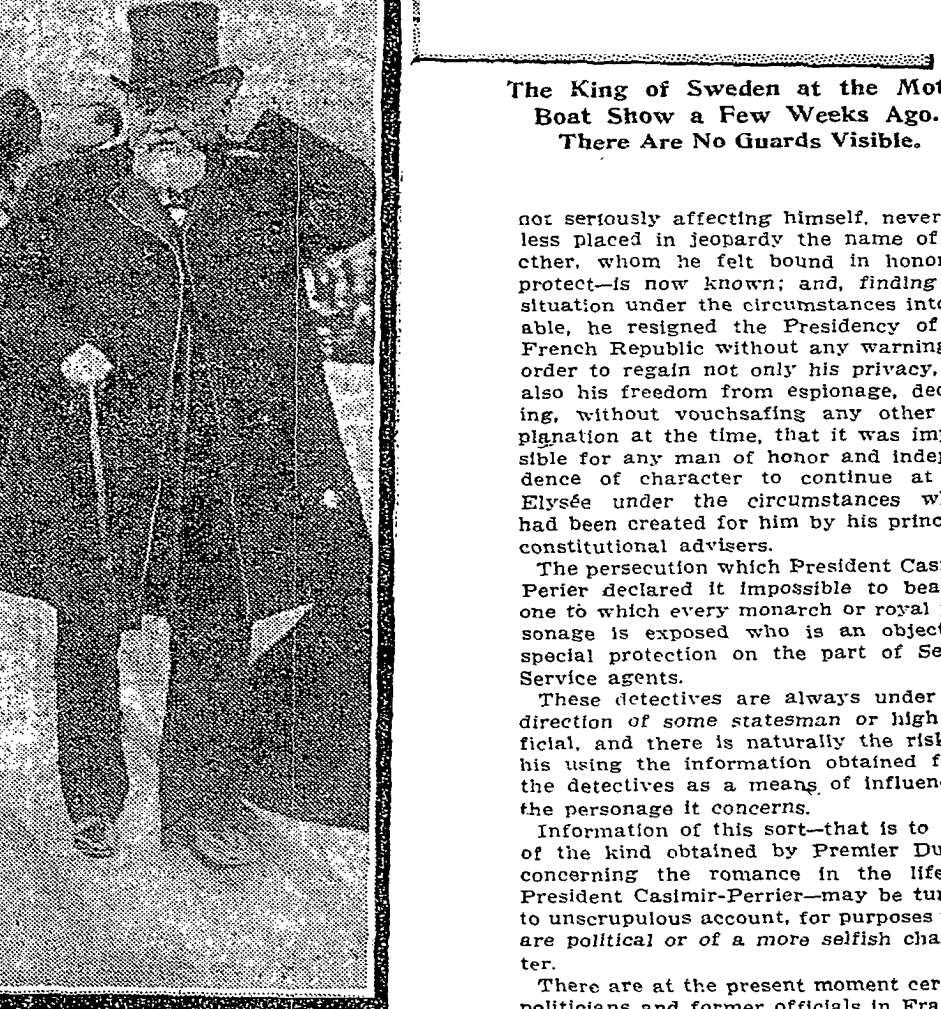 The King of Sweden at the Mot
Boat Show a Few Weeks Ago.
There Are No Guards Visible.
not seriously affecting himself, never
less placed in jeopardy the name of
cther, whom he felt bound in honor
protect—is now known; and, finding
situation under the circumstances into
able, he resigned the Presidency of
French Republic without any warning
order to regain not only his privacy,
also his freedom from espionage, dec
ing, without vouchsafing any other
planation at the time, that it was im
sible for any man of honor and inde
dence of character to continue at
Elysée under the circumstances w
had been created for him by his princ
constitutional advisers.
The persecution which President Casi
Perier declared it impossible to bea
one to which every monarch or royal
sonage is exposed who is an object
special protection on the part of Se
Service agents.
These detectives are always under
direction of some statesman or high
ficial, and there is naturally the risk
his using the information obtained f
the detectives as a means of influen
the personage it concerns.
Information of this sort—that is to
of the kind obtained by Premier Du
concerning the romance in the life
President Casimir-Perrier—may be tu
to unscrupulous account, for purposes
are political or of a more selfish cha
ter.
There are at the present moment cer
politicians and former officials in Fra